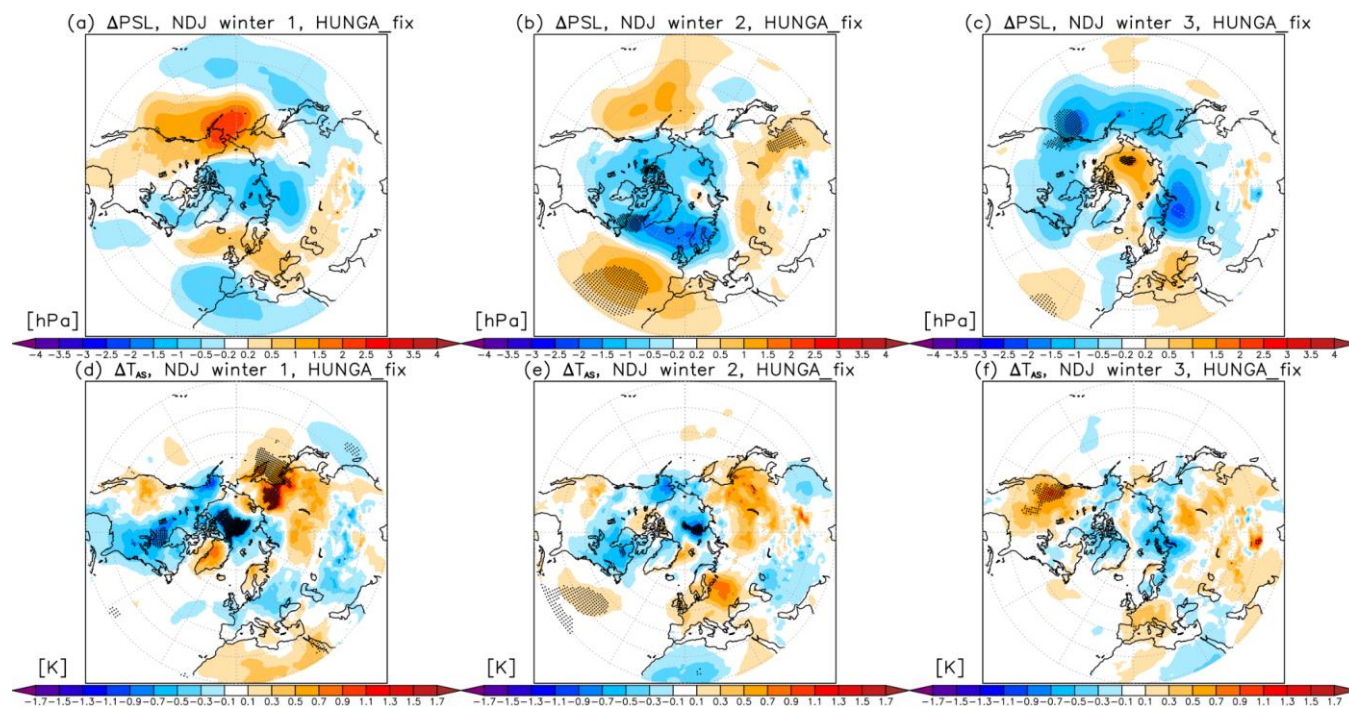 (a) ΔPSL, NDJ winter 1, HUNGA_fix
(b) ΔPSL, NDJ winter 2, HUNGA_fix
(c) ΔPSL, NDJ winter 3, HUNGA_fix
[hPa]
[hPa]
[hPa]
-4 -3.5 -3 -2.5 -2 -1.5 -1 -0.5-0.2 0.2 0.5 1 1.5 2 2.5 3 3.5 4
-4 -3.5 -3 -2.5 -2 -1.5 -1 -0.5-0.2 0.2 0.5 1 1.5 2 2.5 3 3.5 4
-4 -3.5 -3 -2.5 -2 -1.5 -1 -0.5-0.2 0.2 0.5 1 1.5 2 2.5 3 3.5 4
(d) ΔTAS, NDJ winter 1, HUNGA_fix
(e) ΔTAS, NDJ winter 2, HUNGA_fix
(f) ΔTAS, NDJ winter 3, HUNGA_fix
[K]
[K]
[K]
-1.7-1.5-1.3-1.1-0.9-0.7-0.5-0.3-0.1 0.1 0.3 0.5 0.7 0.9 1.1 1.3 1.5 1.7
-1.7-1.5-1.3-1.1-0.9-0.7-0.5-0.3-0.1 0.1 0.3 0.5 0.7 0.9 1.1 1.3 1.5 1.7
-1.7-1.5-1.3-1.1-0.9-0.7-0.5-0.3-0.1 0.1 0.3 0.5 0.7 0.9 1.1 1.3 1.5 1.7